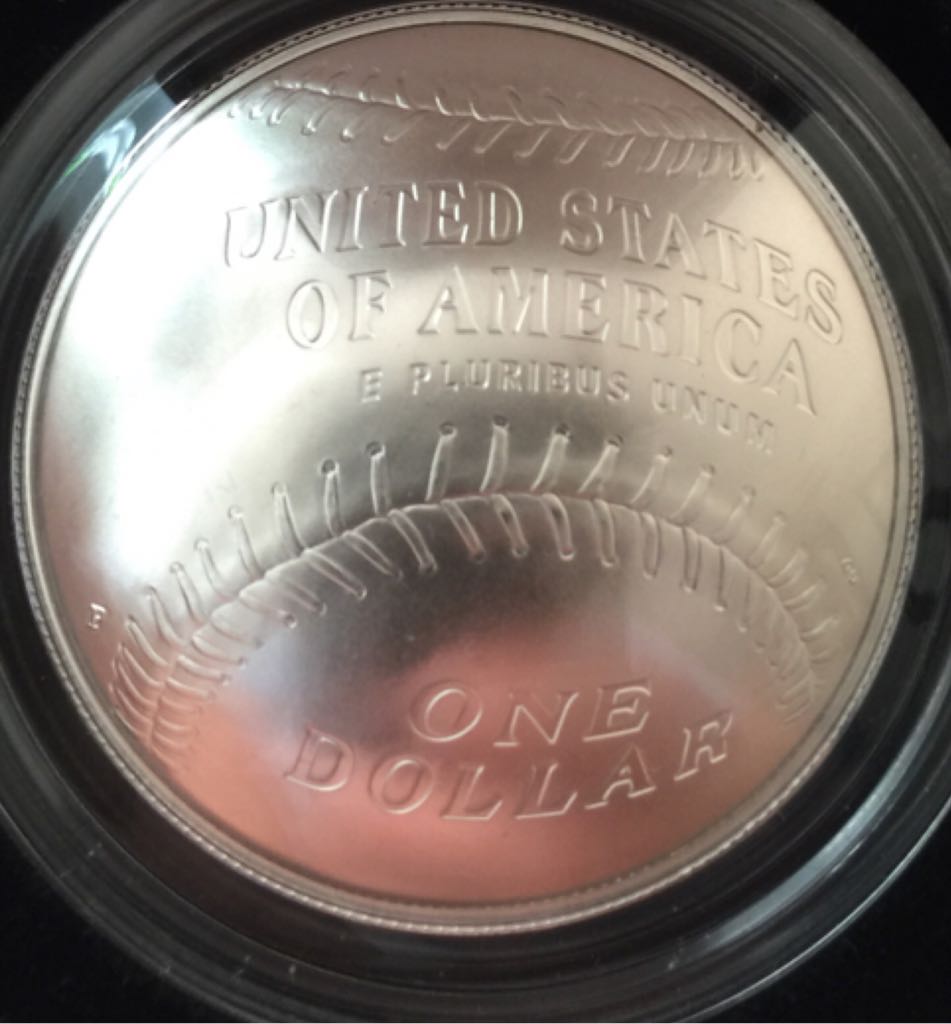 UNITED STATES
OF AMERICA
E PLURIBUS UNUM
P
ONE
DOLLAR